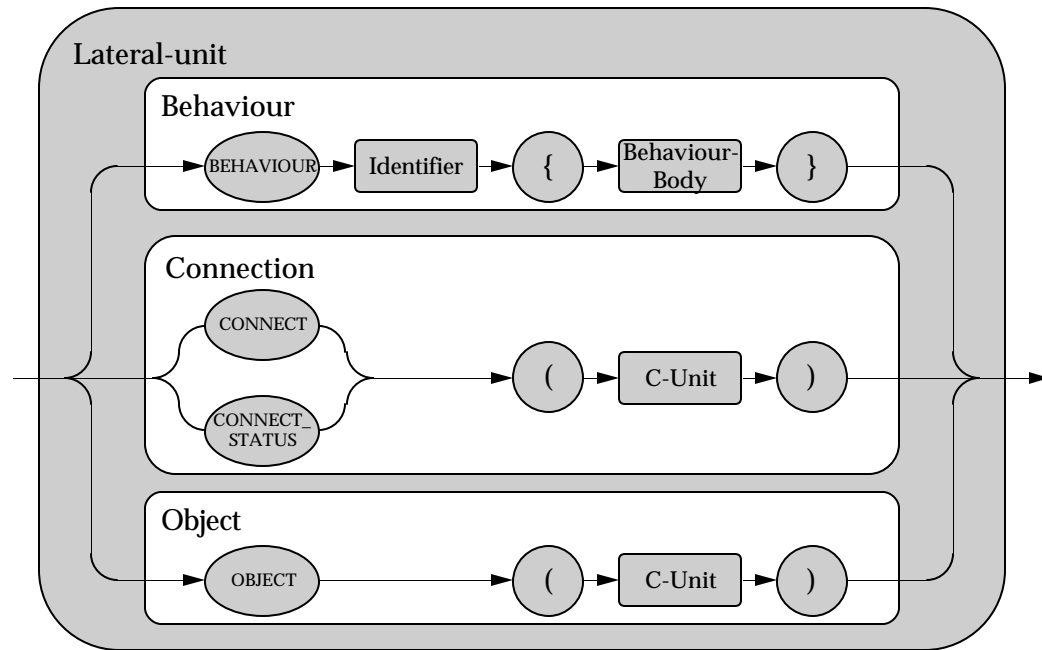 Lateral-unit
Behaviour
BEHAVIOUR Identifier { Behaviour-
Body }
Connection
CONNECT
( C-Unit )
CONNECT_
STATUS
Object
OBJECT ( C-Unit )